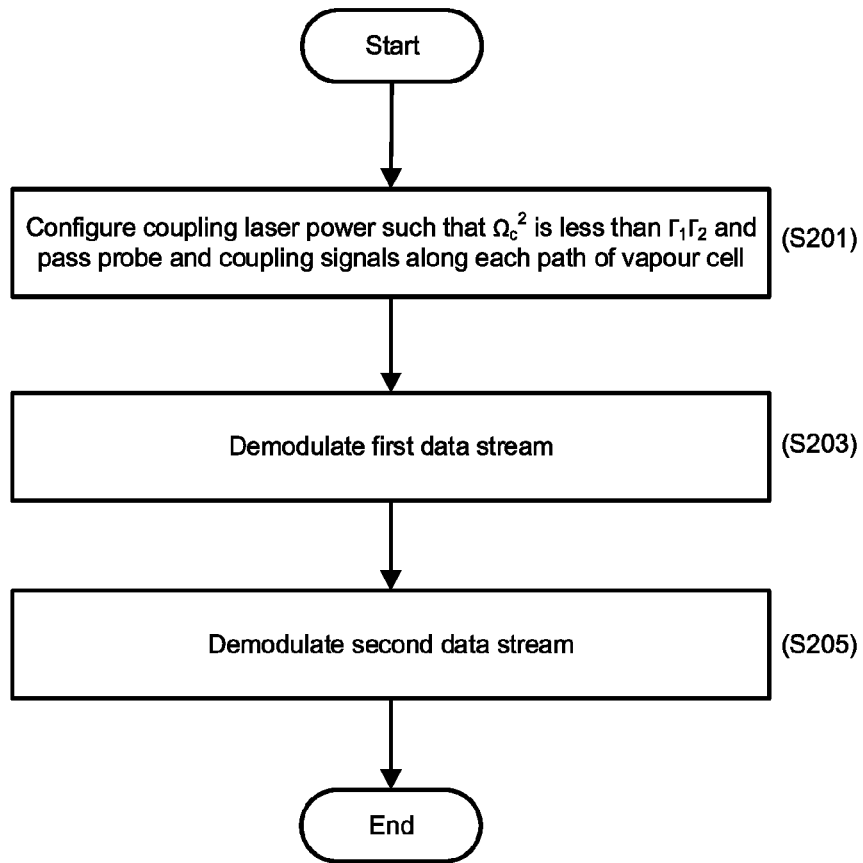 Start
Configure coupling laser power such that Ωc² is less than Γ₁Γ₂ and
pass probe and coupling signals along each path of vapour cell
(S201)
Demodulate first data stream
(S203)
Demodulate second data stream
(S205)
End